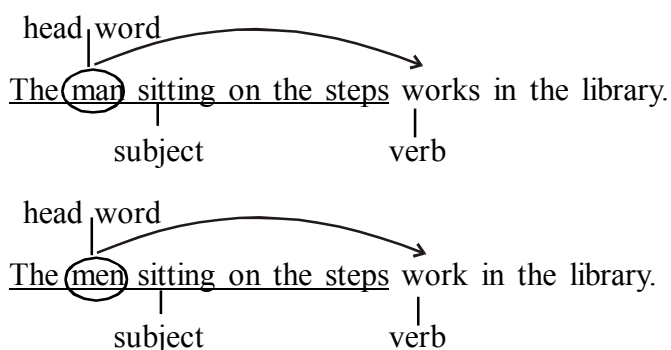 head word
The man sitting on the steps works in the library.
subject verb
head word
The men sitting on the steps work in the library.
subject verb